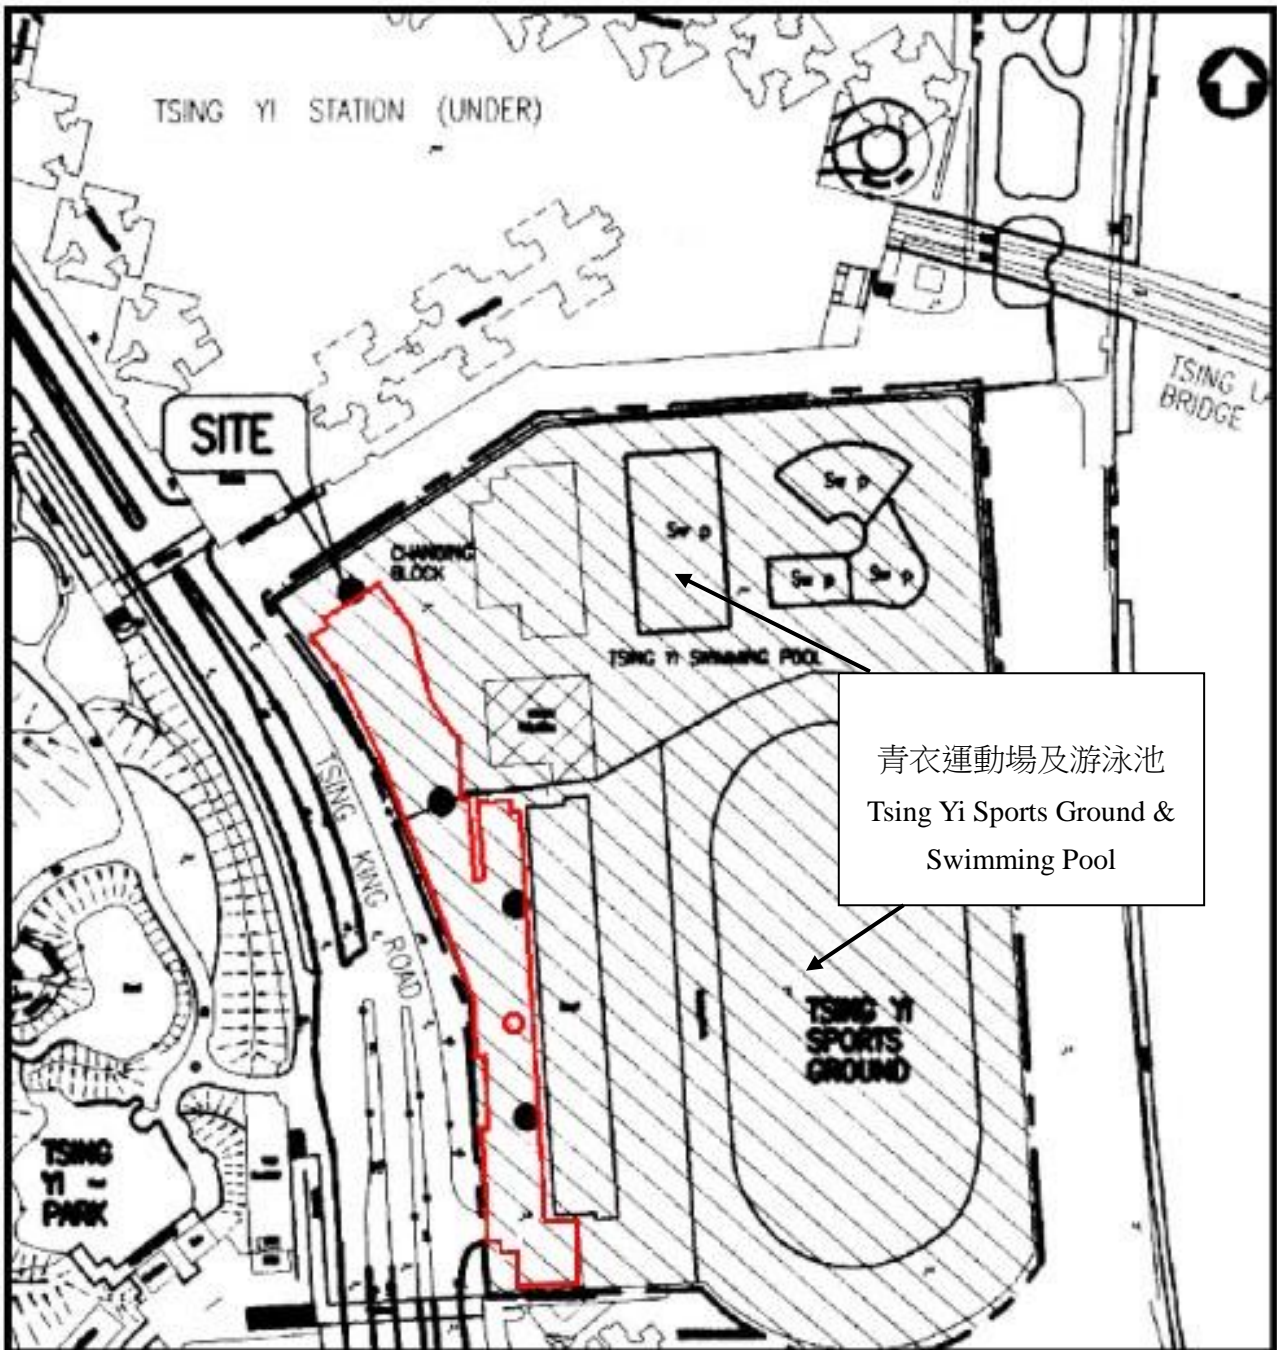 TSING YI STATION (UNDER)
TSING
BRIDGE
SITE
CHANGING
BLOCK
Sw p
Sw p
Sw p
Sw p
TSING YI SWIMMING POOL
青衣運動場及游泳池
Tsing Yi Sports Ground &
Swimming Pool
TSING KING ROAD
TSING YI
SPORTS
GROUND
TSING
YI
PARK